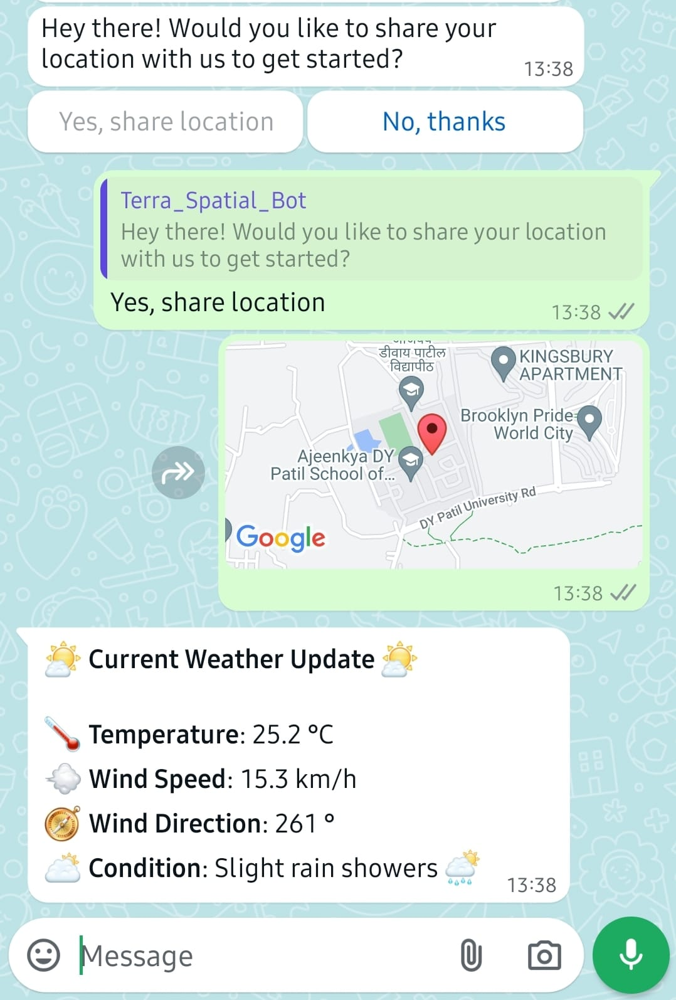 Hey there! Would you like to share your
location with us to get started?
13:38
Yes, share location
No, thanks
Terra_Spatial_Bot
Hey there! Would you like to share your location
with us to get started?
Yes, share location
13:38
डीवाय पाटील
विद्यापीठ
KINGSBURY
APARTMENT
Brooklyn Pride
World City
Ajeenkya DY
Patil School of...
DY Patil University Rd
Google
13:38
Current Weather Update
Temperature: 25.2 °C
Wind Speed: 15.3 km/h
Wind Direction: 261 °
Condition: Slight rain showers
13:38
Message